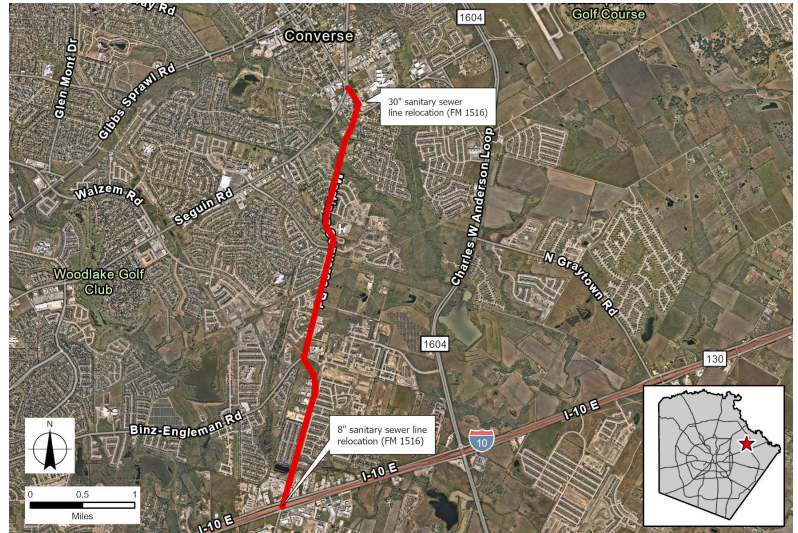 ay Rd
1604
Golf Course
Converse
Glen Mont Dr
Gibbs Sprawl Rd
30" sanitary sewer
line relocation (FM 1516)
Walzem Rd
Seguin Rd
Charles W Anderson Loop
N Graytown Rd
Woodlake Golf
Club
1604
130
I-10 E
Binz-Engleman Rd
8" sanitary sewer line
relocation (FM 1516)
10
I-10 E
I-10 E
N
0 0.5 1
Miles